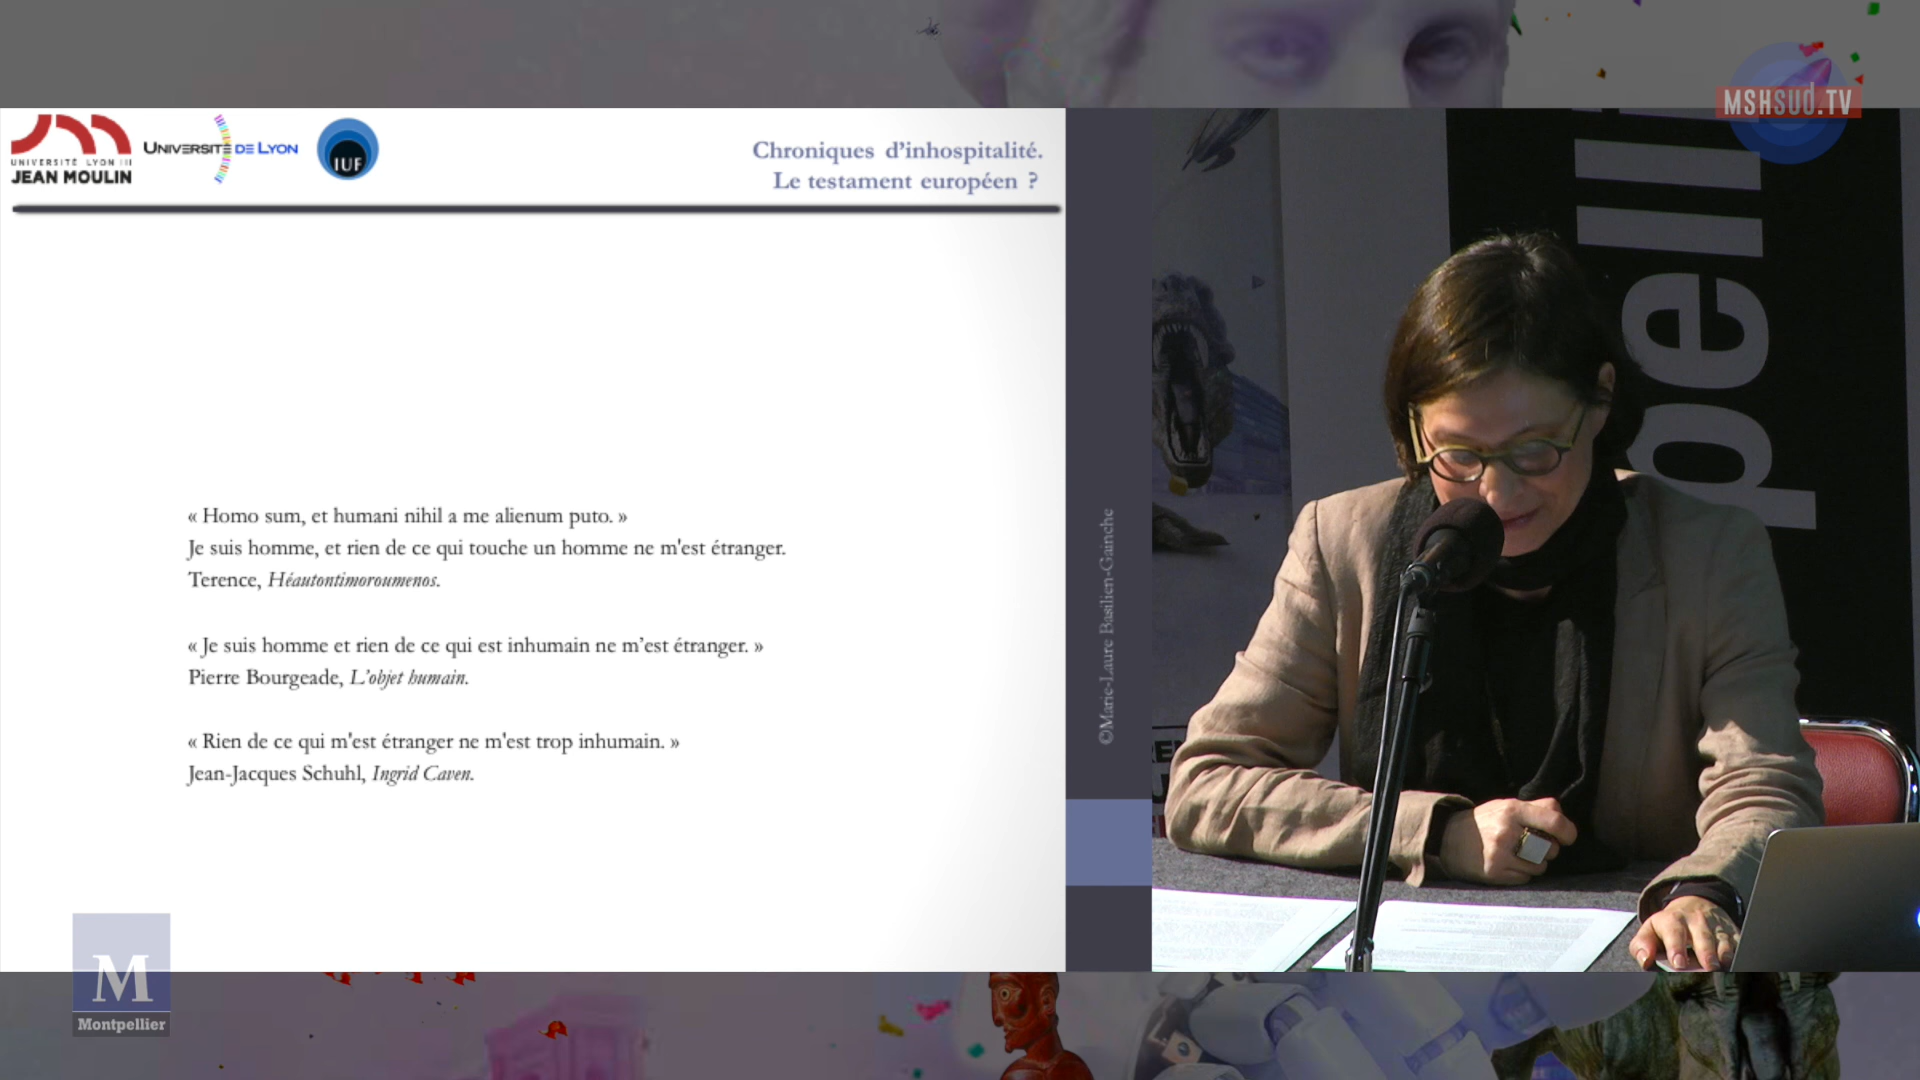 MSHSUD.TV
UNIVERSITÉ LYON III
JEAN MOULIN
UNIVERSITÉ DE LYON
IUF
Chroniques d’inhospitalité.
Le testament européen ?
« Homo sum, et humani nihil a me alienum puto. »
Je suis homme, et rien de ce qui touche un homme ne m'est étranger.
Terence, Héautontimoroumenos.
« Je suis homme et rien de ce qui est inhumain ne m’est étranger. »
Pierre Bourgeade, L’objet humain.
« Rien de ce qui m'est étranger ne m'est trop inhumain. »
Jean-Jacques Schuhl, Ingrid Caven.
©Marie-Laure Basilien-Gainche
pelli
M
Montpellier